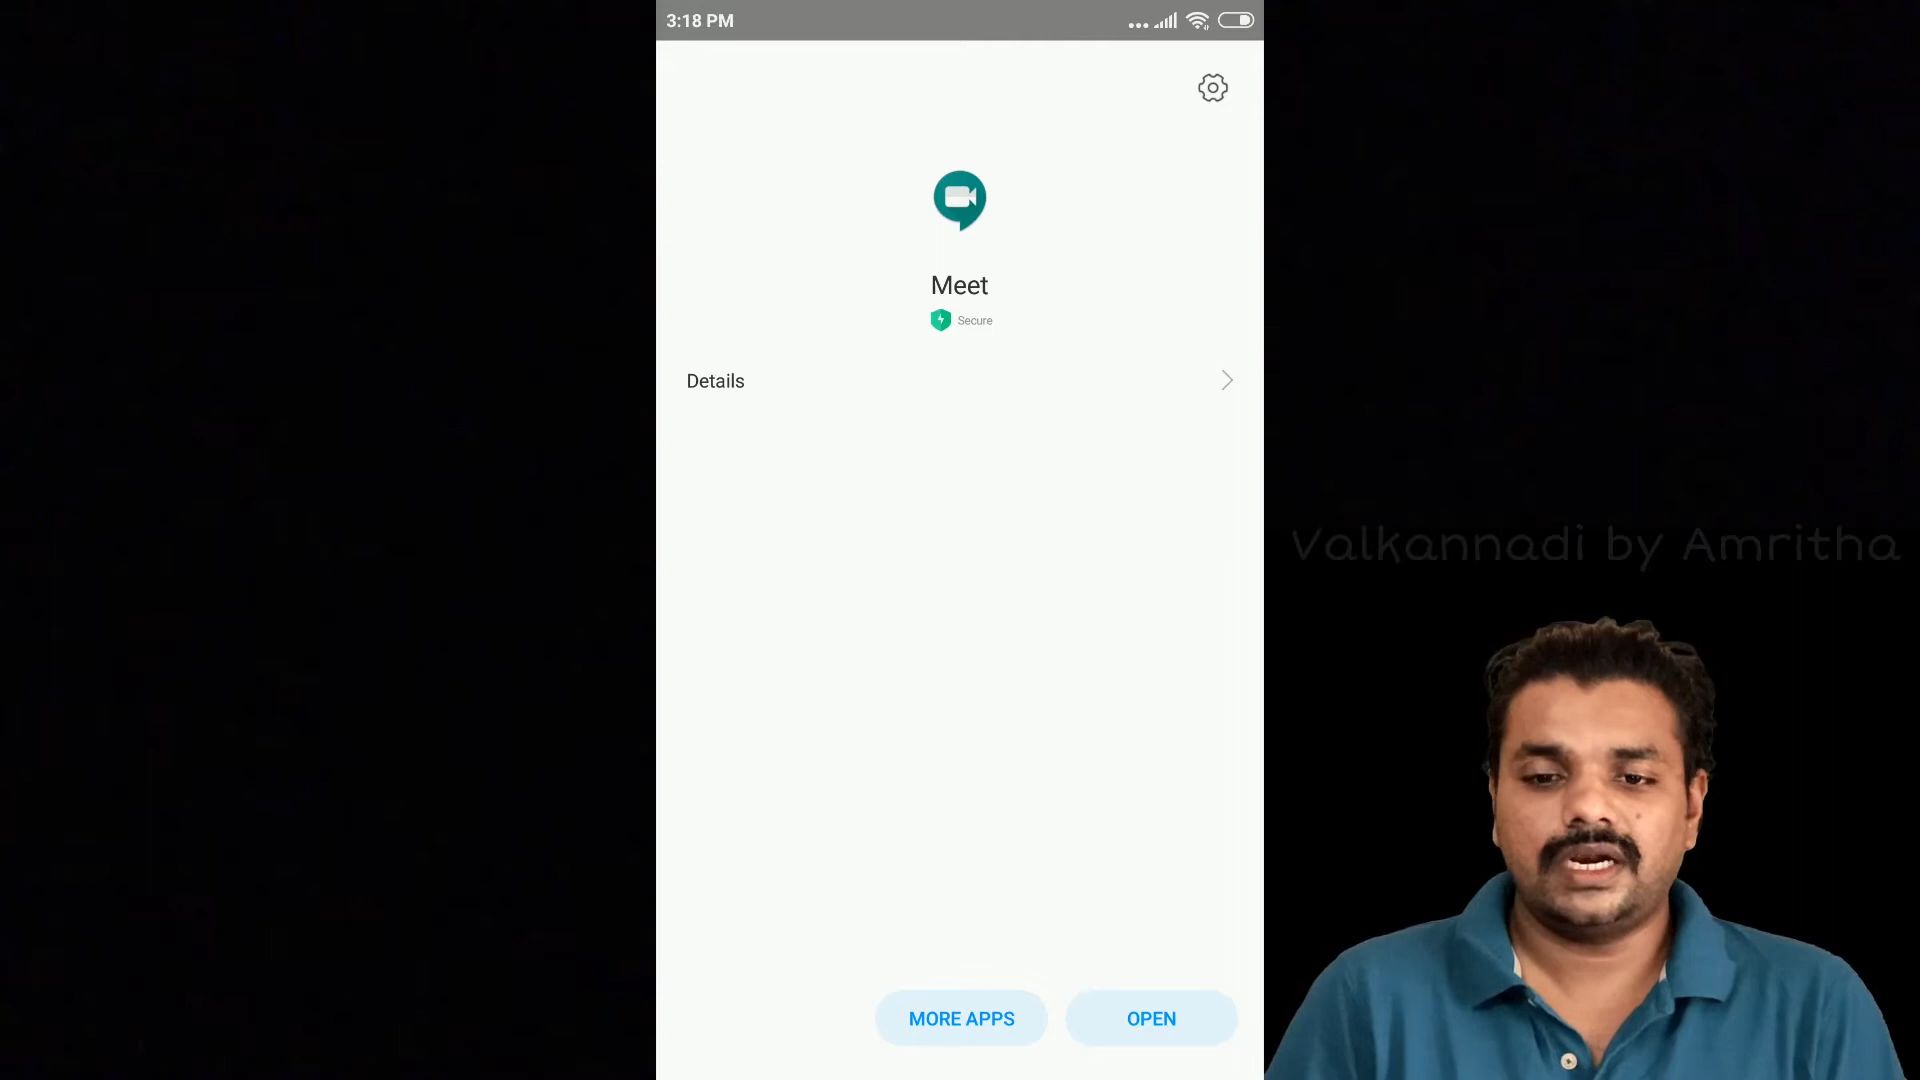 3:18 PM
Meet
Secure
Details
Valkannadi by Amritha
MORE APPS
OPEN